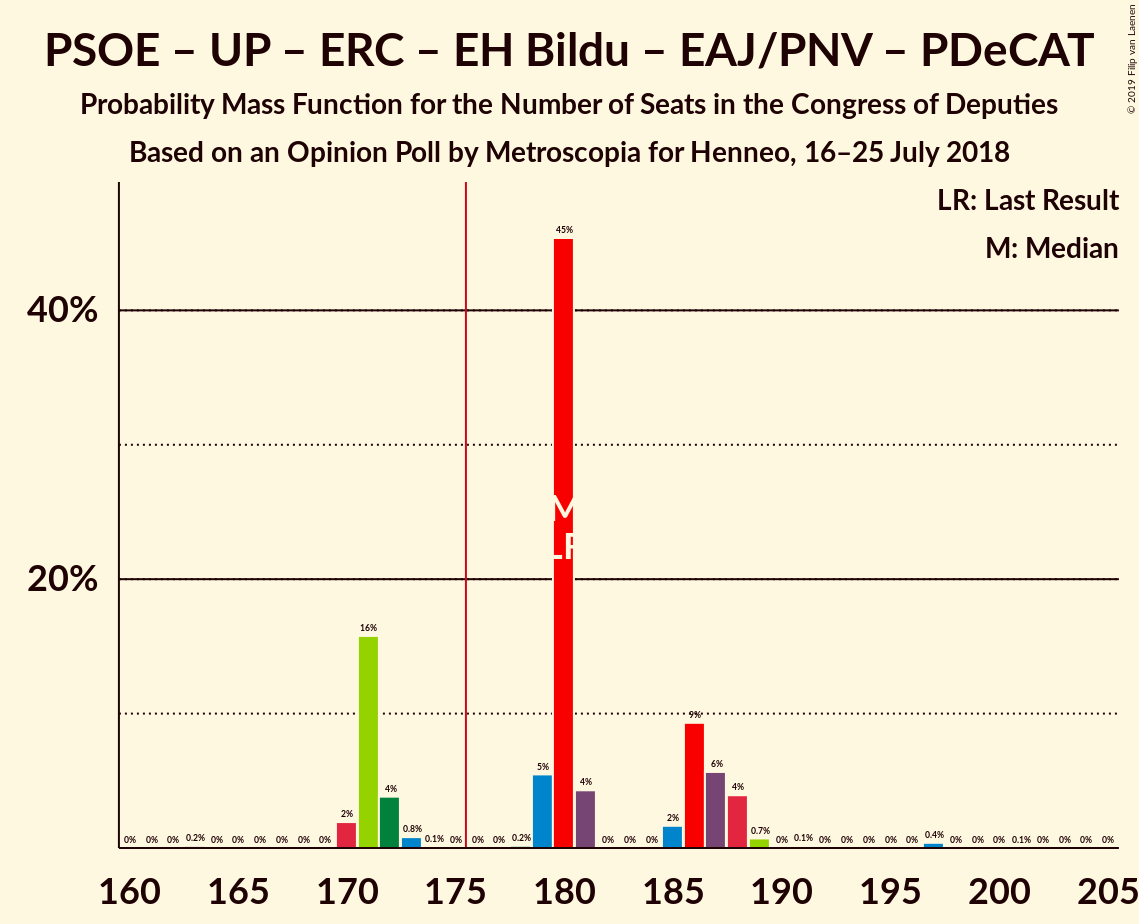 PSOE – UP – ERC – EH Bildu – EAJ/PNV – PDeCAT
Probability Mass Function for the Number of Seats in the Congress of Deputies
Based on an Opinion Poll by Metroscopia for Henneo, 16–25 July 2018
© 2019 Filip van Laenen
LR: Last Result
M: Median
45%
40%
M
LR
20%
16%
9%
6%
5%
4% 4% 4%
2% 2%
0.8% 0.7%
0% 0% 0% 0.2% 0% 0% 0% 0% 0% 0% 0.1% 0% 0% 0% 0.2% 0% 0% 0% 0% 0.1% 0% 0% 0% 0% 0% 0.4% 0% 0% 0% 0.1% 0% 0% 0% 0%
160 165 170 175 180 185 190 195 200 205